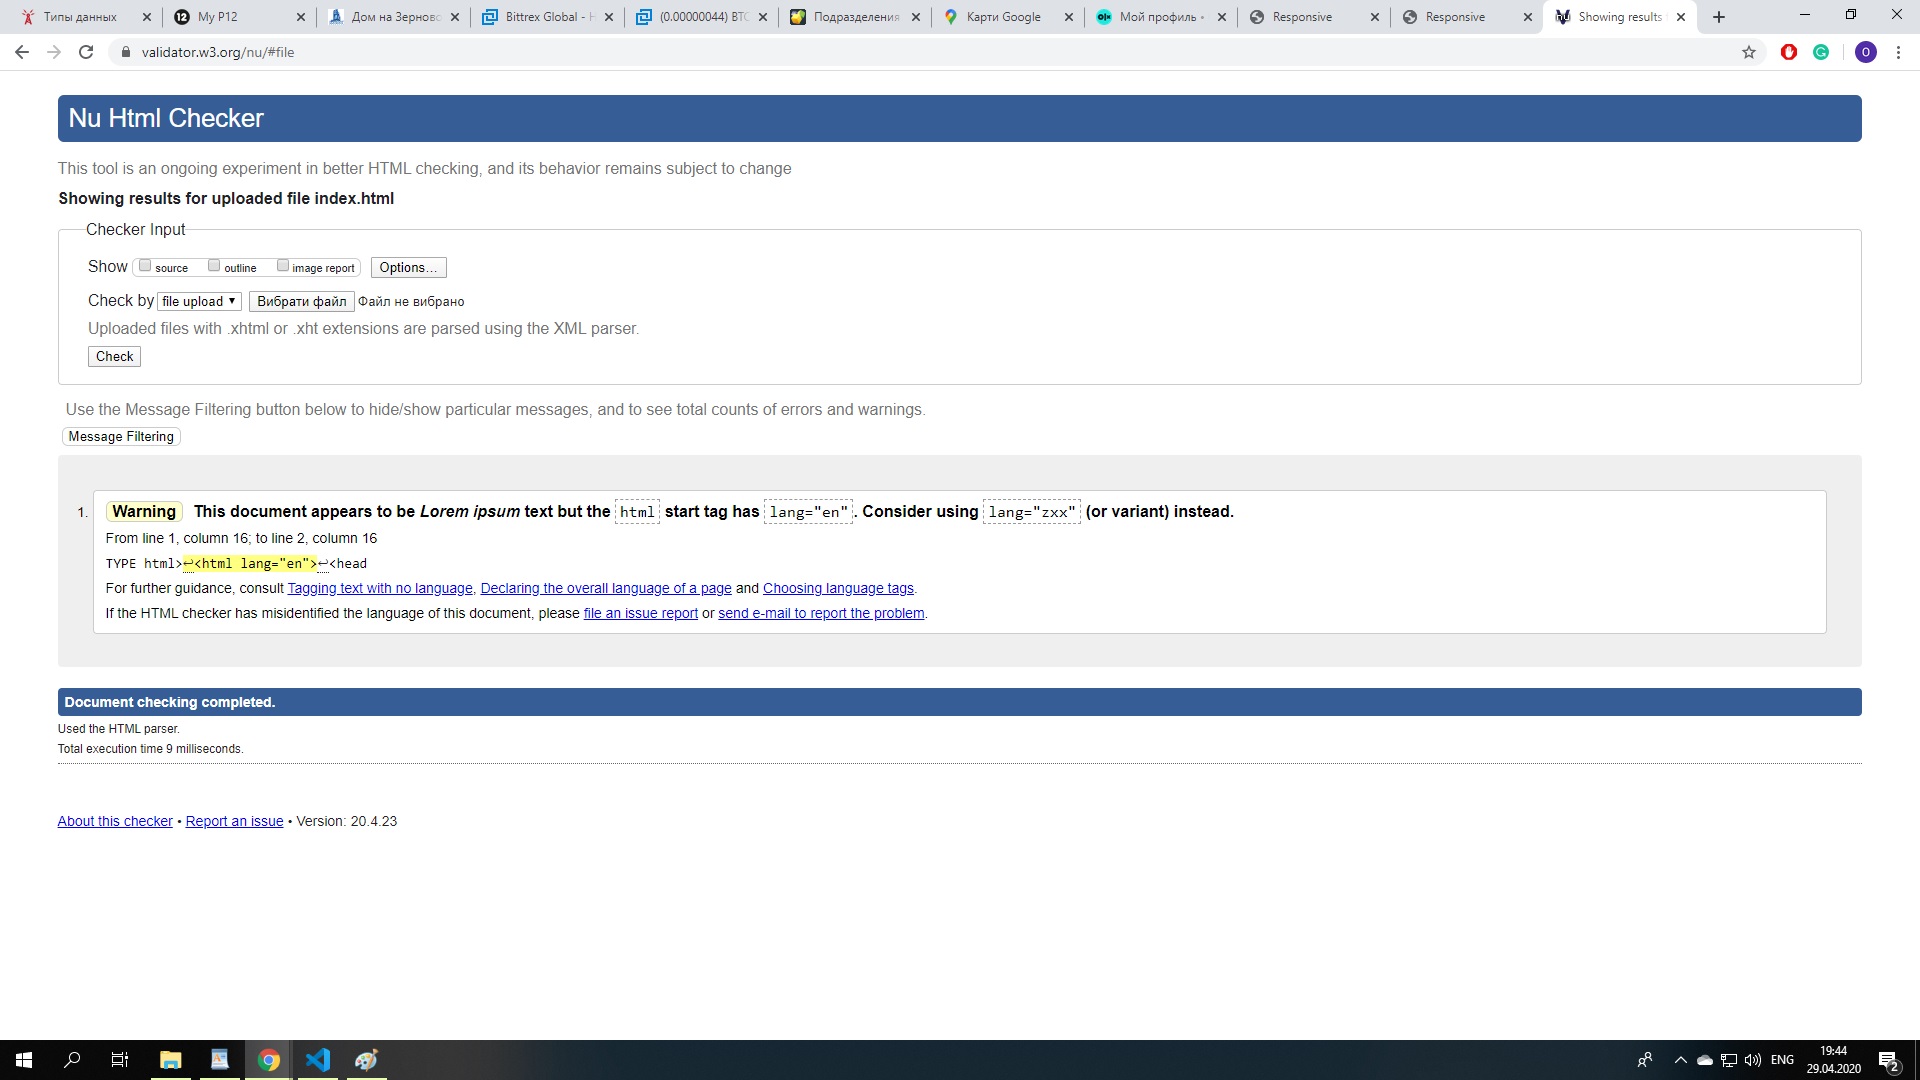 Типы данных
My P12
Дом на Зерново
Bittrex Global - H
(0.00000044) BTC
Подразделения
Карти Google
Мой профиль •
Responsive
Responsive
Showing results
validator.w3.org/nu/#file
O
Nu Html Checker
This tool is an ongoing experiment in better HTML checking, and its behavior remains subject to change
Showing results for uploaded file index.html
Checker Input
Show source outline image report Options...
Check by file upload Вибрати файл Файл не вибрано
Uploaded files with .xhtml or .xht extensions are parsed using the XML parser.
Check
Use the Message Filtering button below to hide/show particular messages, and to see total counts of errors and warnings.
Message Filtering
1. Warning This document appears to be Lorem ipsum text but the html start tag has lang="en". Consider using lang="zxx" (or variant) instead.
From line 1, column 16; to line 2, column 16
TYPE html>↩<html lang="en">↩<head
For further guidance, consult Tagging text with no language, Declaring the overall language of a page and Choosing language tags.
If the HTML checker has misidentified the language of this document, please file an issue report or send e-mail to report the problem.
Document checking completed.
Used the HTML parser.
Total execution time 9 milliseconds.
About this checker • Report an issue • Version: 20.4.23
ENG
19:44
29.04.2020
2